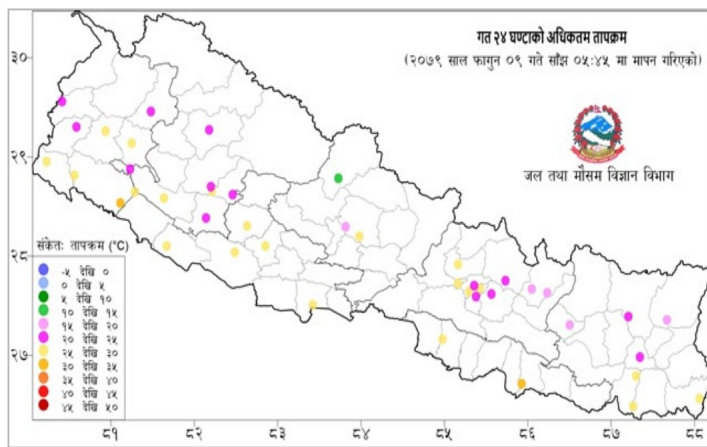 गत २४ घण्टाको अधिकतम तापक्रम
(२०७९ साल फागुन ०९ गते साँझ ०५:४५ मा मापन गरिएको)
जल तथा मौसम विज्ञान विभाग
३०
२९
२८
२७
संकेतः तापक्रम (°C)
-५ देखि ०
० देखि ५
५ देखि १०
१० देखि १५
१५ देखि २०
२० देखि २५
२५ देखि ३०
३० देखि ३५
३५ देखि ४०
४० देखि ४५
४५ देखि ५०
८१ ८२ ८३ ८४ ८५ ८६ ८७ ८८